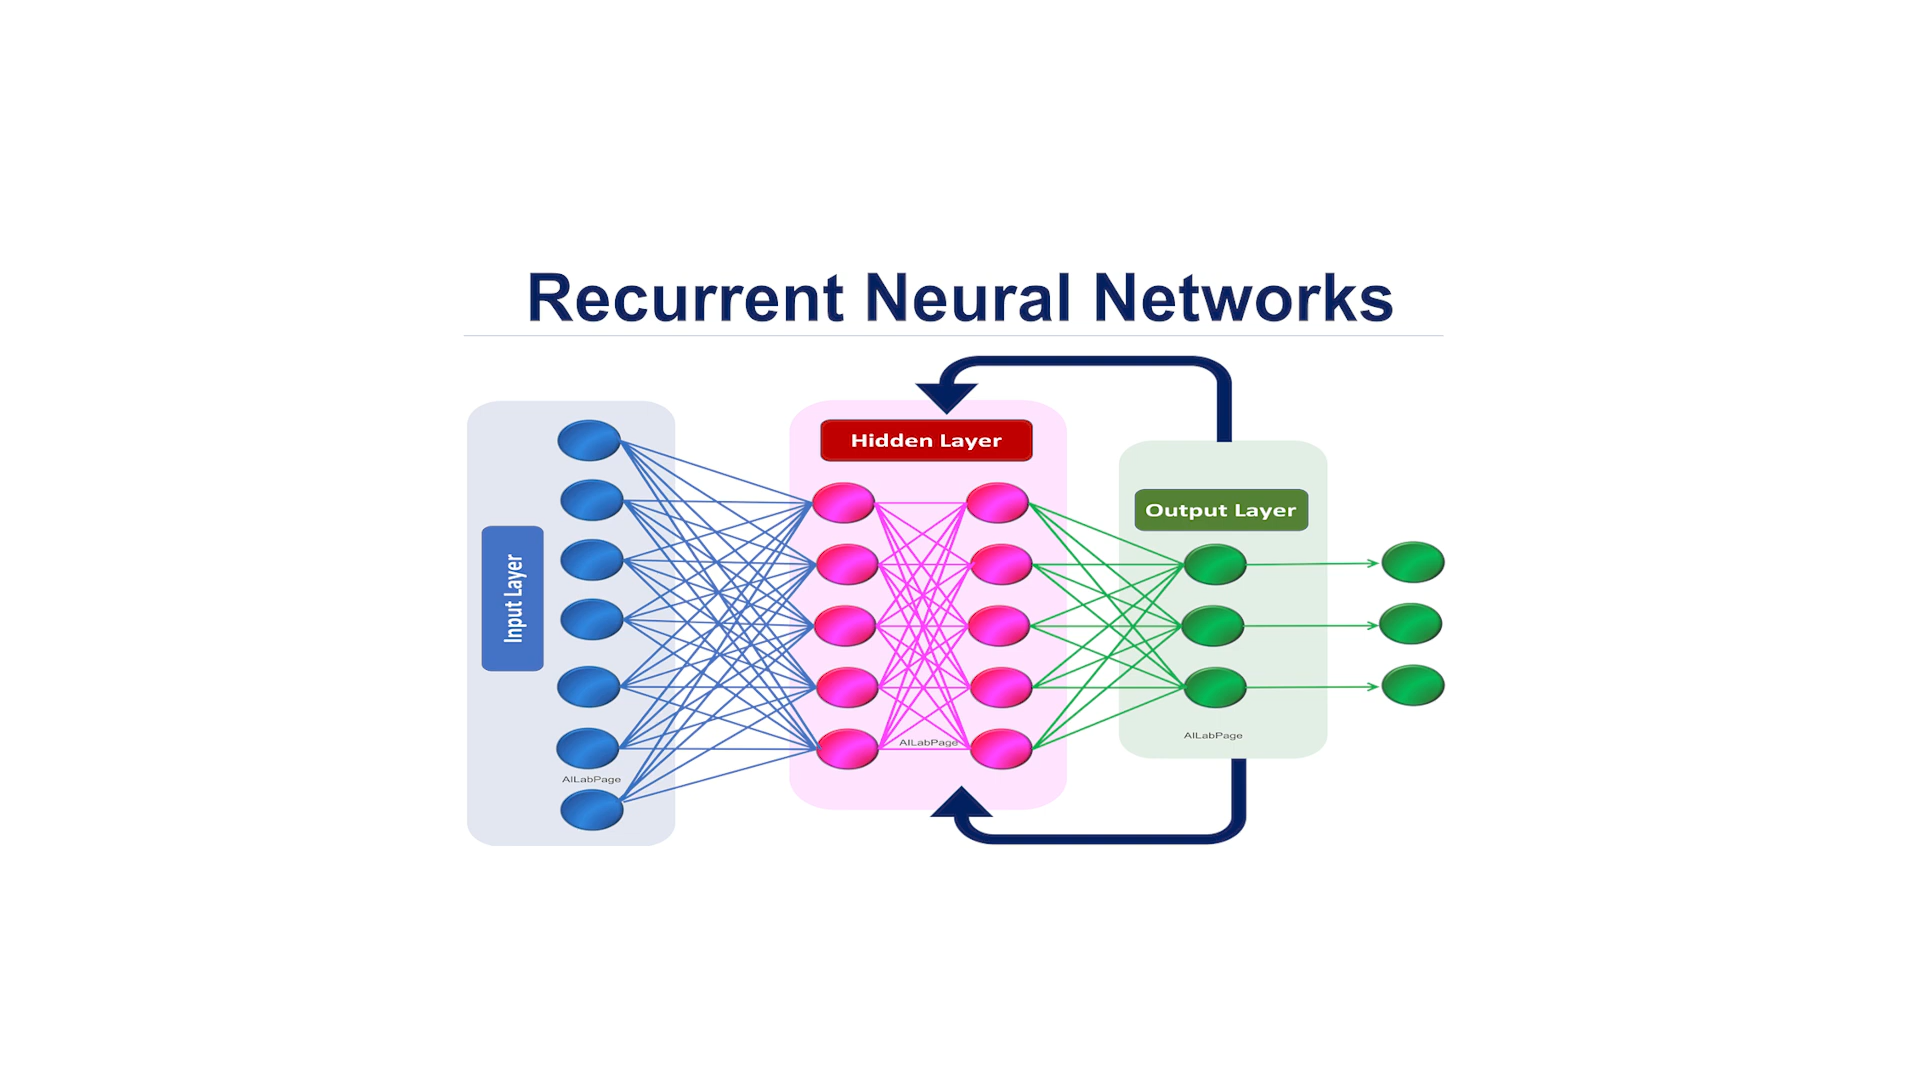 Recurrent Neural Networks
Hidden Layer
Output Layer
Input Layer
AILabPage
AILabPage
AILabPage